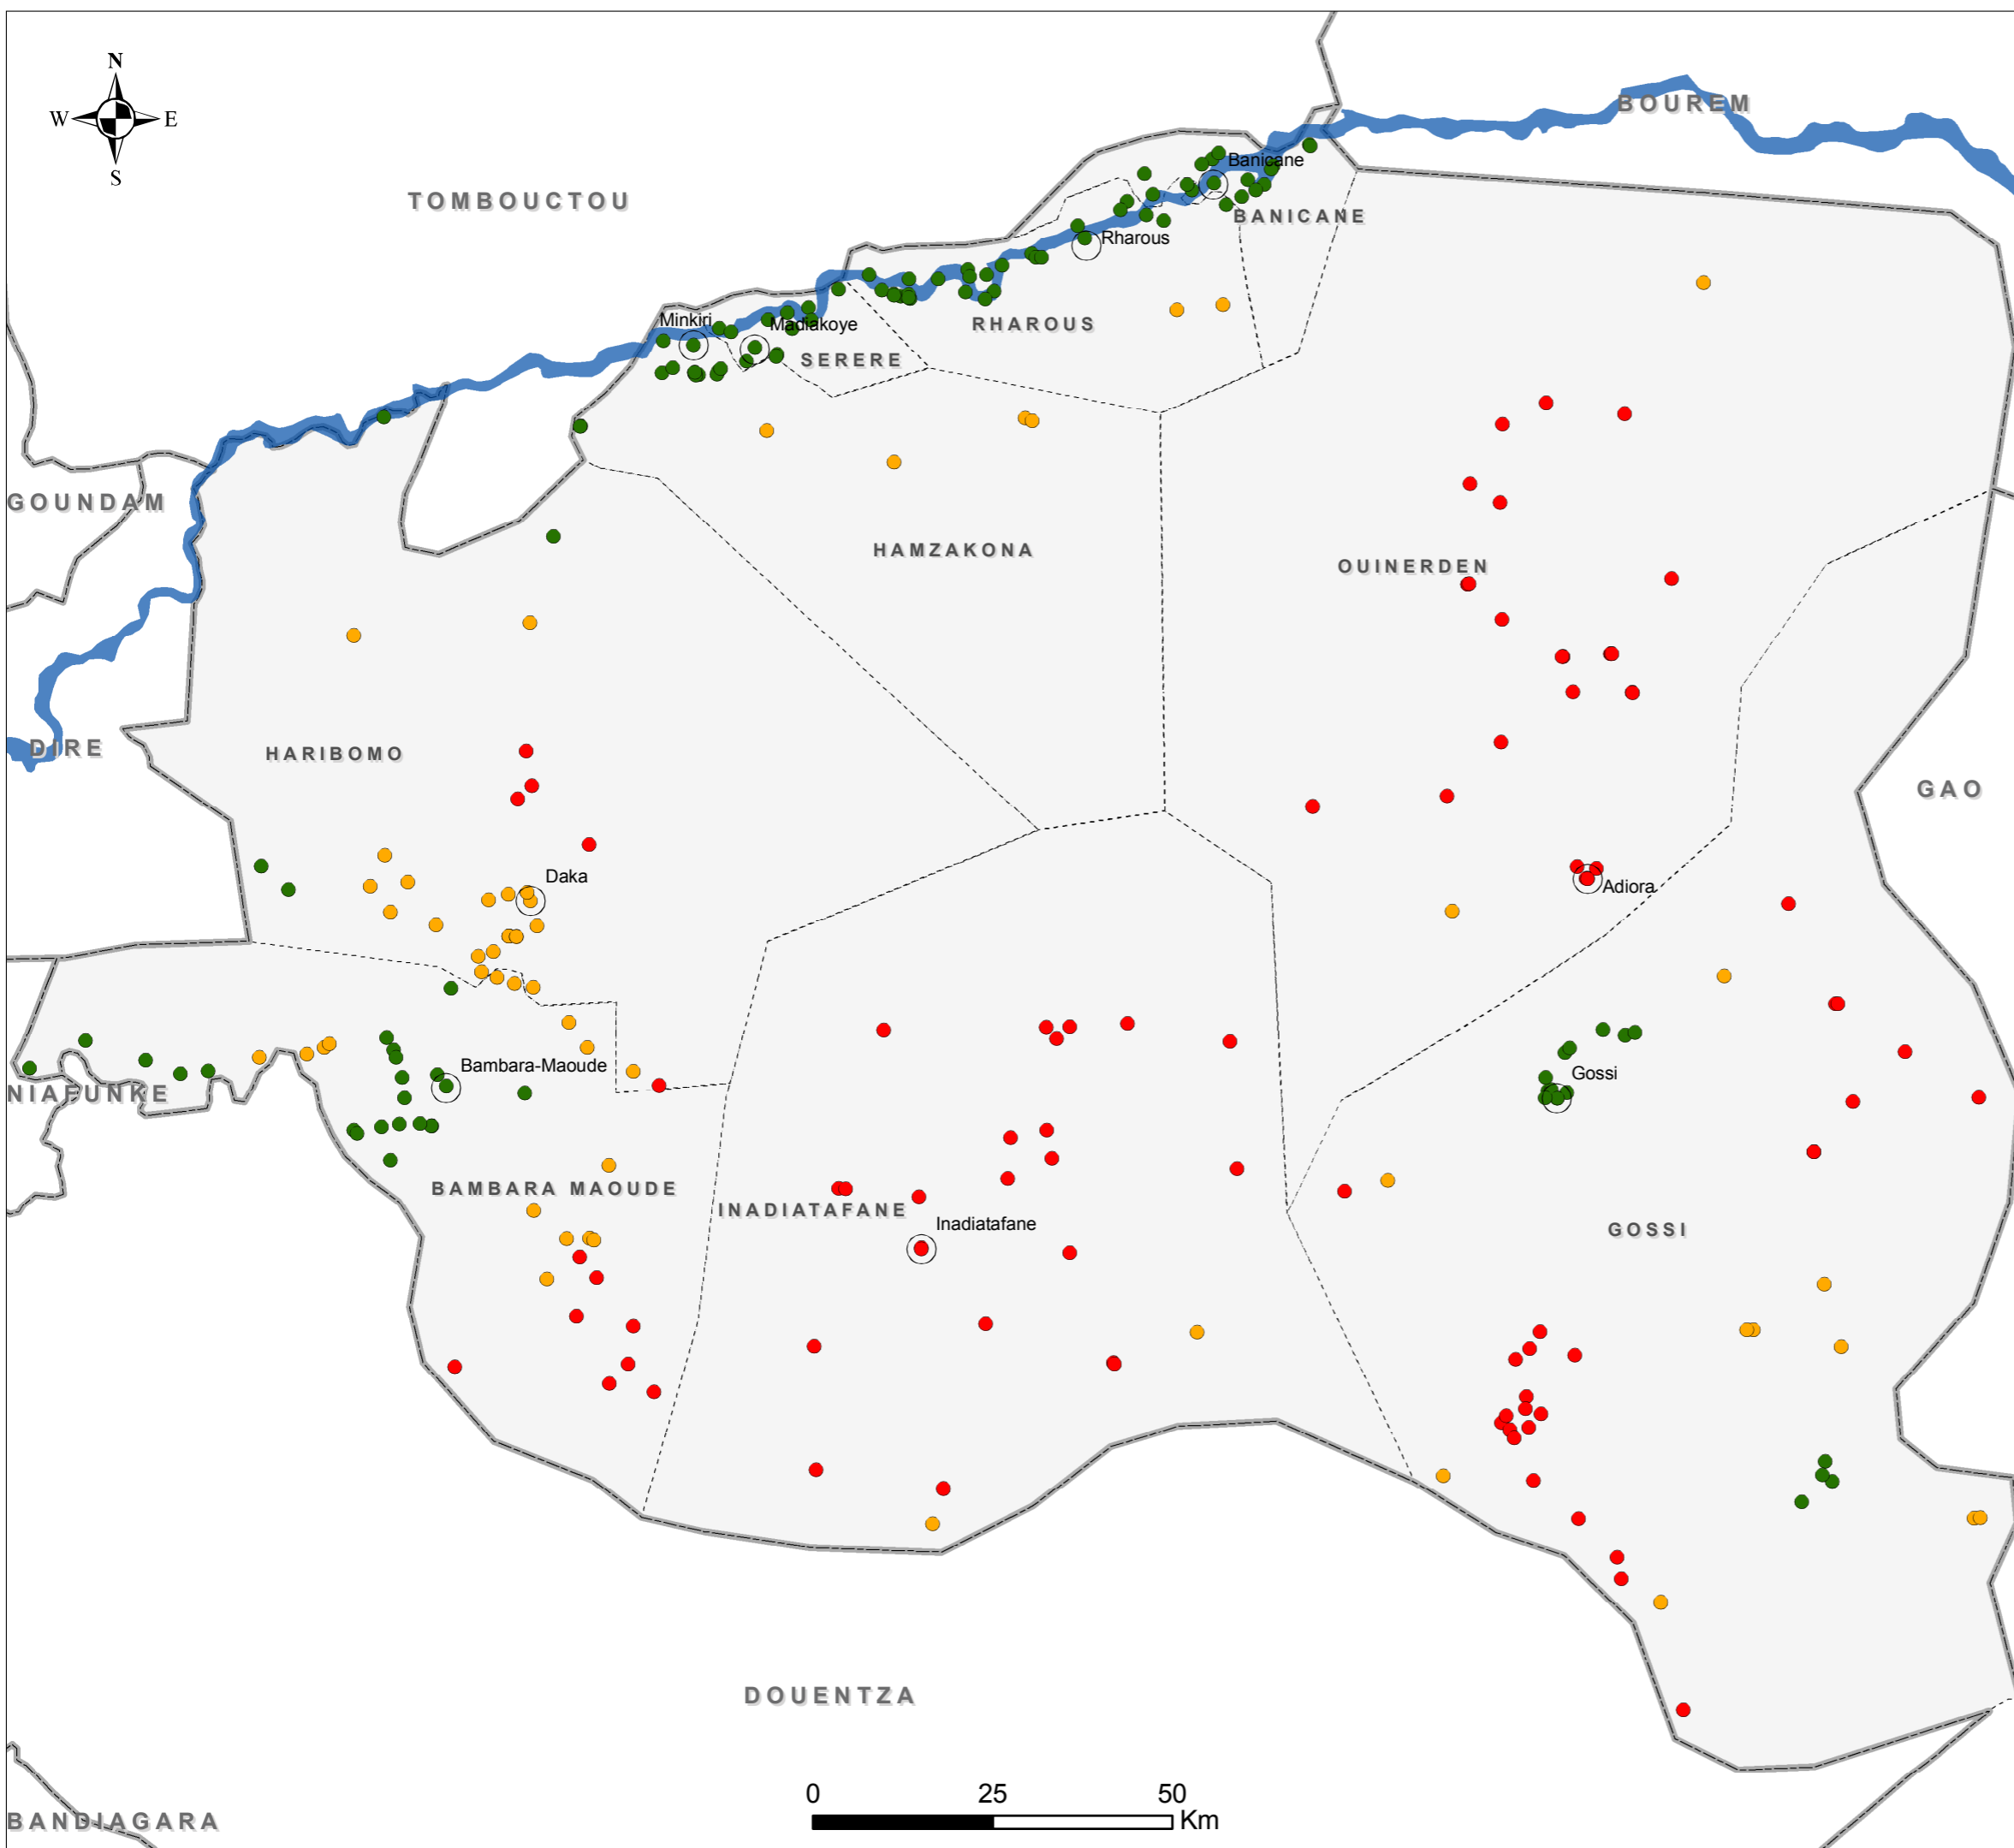 N
W E
S
BOUREM
TOMBOUCTOU
Banicane
BANICANE
Rharous
RHAROUS
Minkiri
Madiakoye
SERERE
GOUNDAM
HAMZAKONA
OUINERDEN
DIRE
HARIBOMO
GAO
Daka
Adiora
Bambara-Maoude
Gossi
NIAFUNKE
BAMBARA MAOUDE
INADIATAFANE
Inadiatafane
GOSSI
DOUENTZA
0 25 50
Km
BANDIAGARA